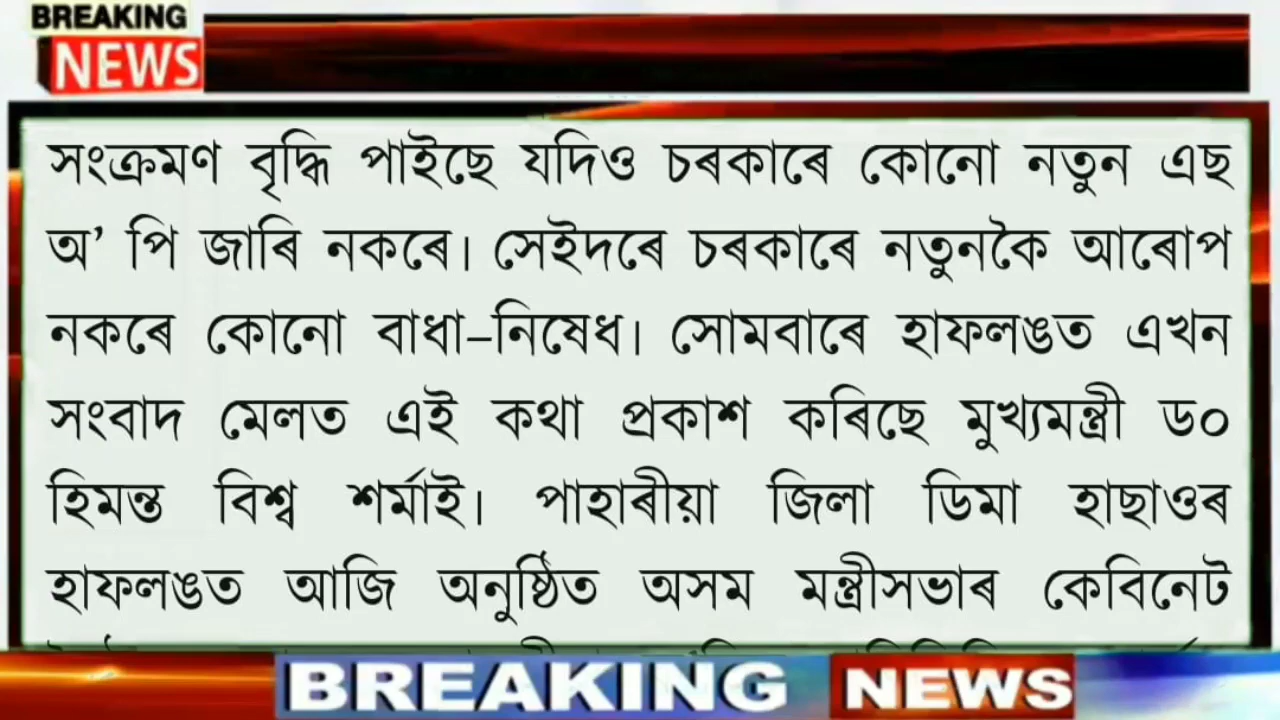 BREAKING
NEWS
সংক্ৰমণ বৃদ্ধি পাইছে যদিও চৰকাৰে কোনো নতুন এছ
অ’ পি জাৰি নকৰে। সেইদৰে চৰকাৰে নতুনকৈ আৰোপ
নকৰে কোনো বাধা–নিষেধ। সোমবাৰে হাফলঙত এখন
সংবাদ মেলত এই কথা প্ৰকাশ কৰিছে মুখ্যমন্ত্ৰী ড০
হিমন্ত বিশ্ব শৰ্মাই। পাহাৰীয়া জিলা ডিমা হাছাওৰ
হাফলঙত আজি অনুষ্ঠিত অসম মন্ত্ৰীসভাৰ কেবিনেট
BREAKING NEWS